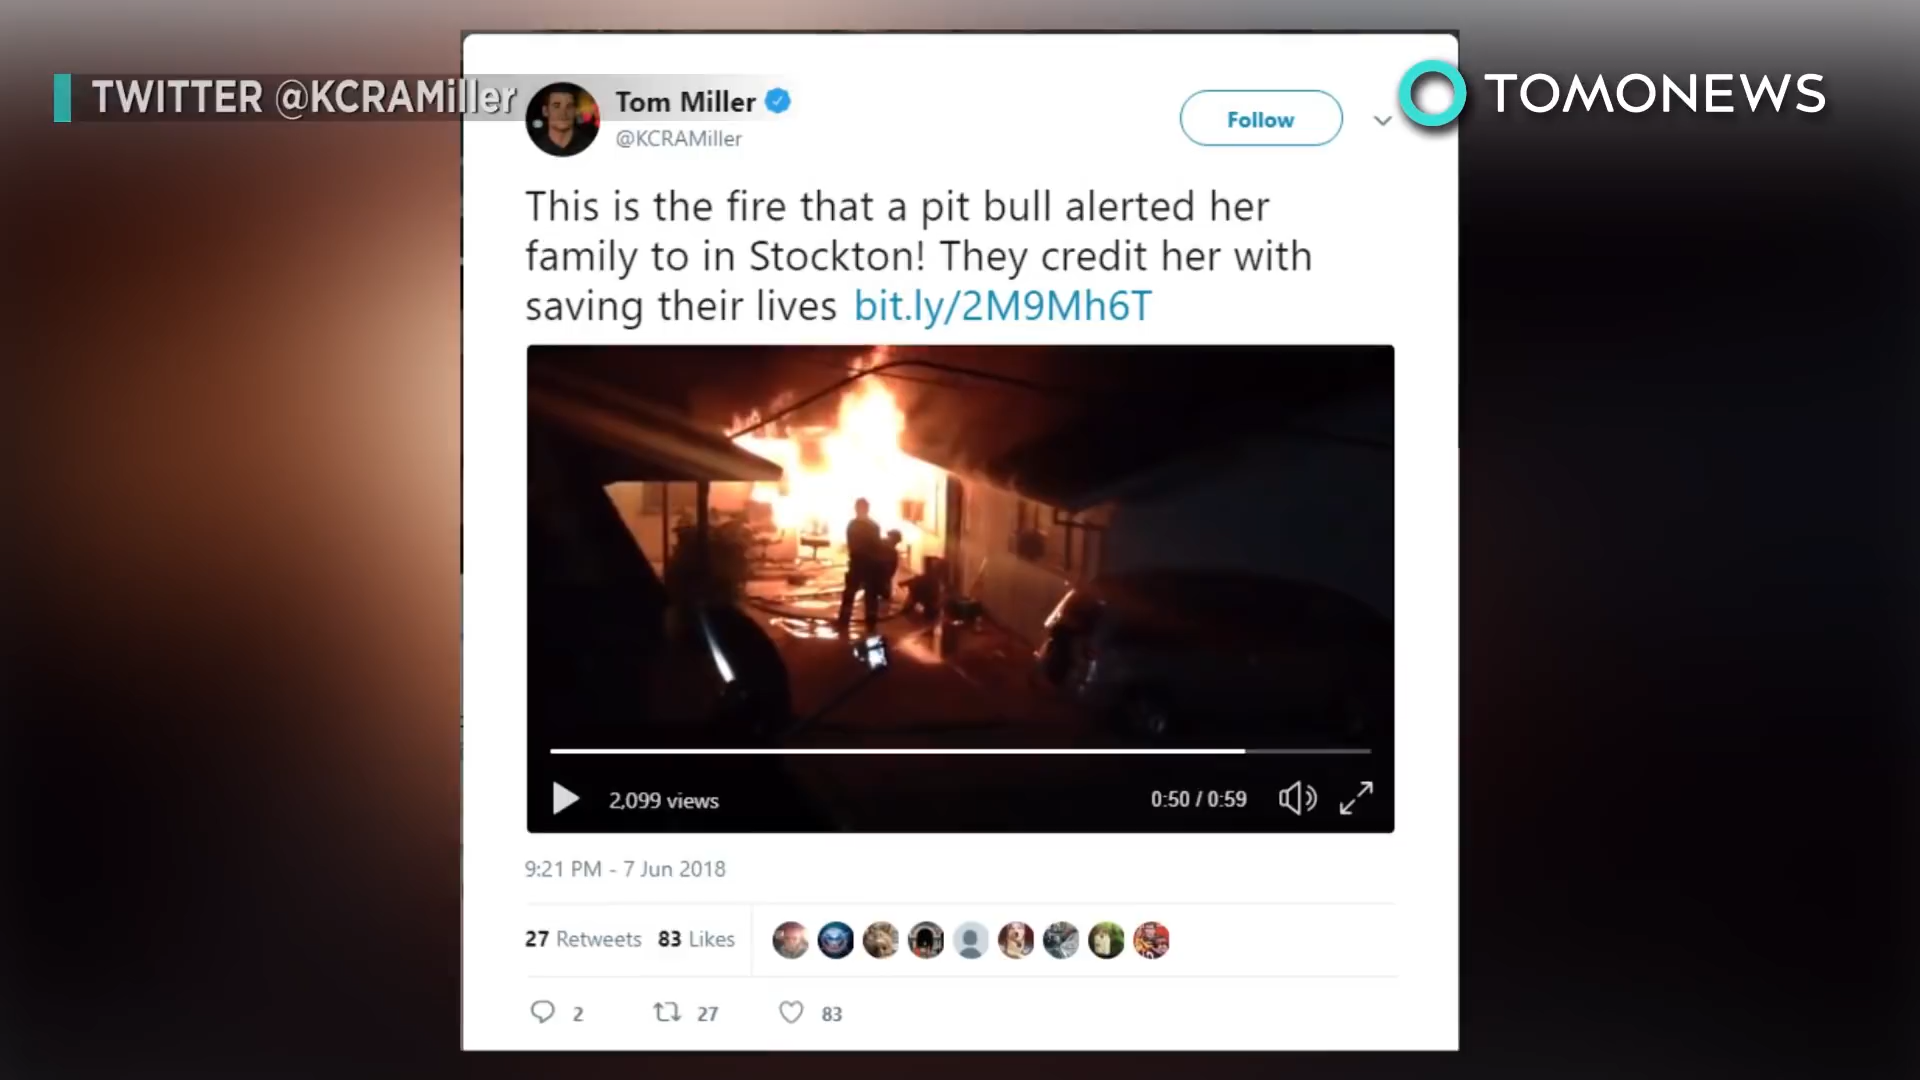 TWITTER @KCRAMiller
TOMONEWS
Tom Miller
@KCRAMiller
Follow
This is the fire that a pit bull alerted her
family to in Stockton! They credit her with
saving their lives bit.ly/2M9Mh6T
2,099 views
0:50 / 0:59
9:21 PM - 7 Jun 2018
27 Retweets 83 Likes
2 27 83